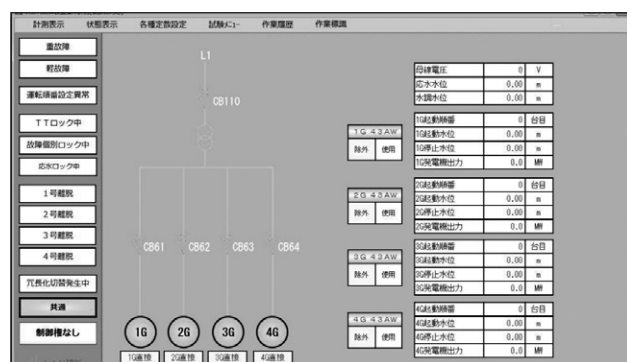 計測表示 状態表示 各種定数設定 試験メニュー 作業履歴 作業標識
重故障
軽故障
運転順番設定異常
TTロック中
故障個別ロック中
応水ロック中
1号離脱
2号離脱
3号離脱
4号離脱
冗長化切替発生中
共通
制御権なし
L1
CB110
CB61 CB62 CB63 CB64
1G 2G 3G 4G
1G直接 2G直接 3G直接 4G直接
1G 43AW
除外 使用
2G 43AW
除外 使用
3G 43AW
除外 使用
4G 43AW
除外 使用
母線電圧 0 V
応水水位 0.00 m
水調水位 0.00 m
1G起動順番 0 台目
1G起動水位 0.00 m
1G停止水位 0.00 m
1G発電機出力 0.0 MW
2G起動順番 0 台目
2G起動水位 0.00 m
2G停止水位 0.00 m
2G発電機出力 0.0 MW
3G起動順番 0 台目
3G起動水位 0.00 m
3G停止水位 0.00 m
3G発電機出力 0.0 MW
4G起動順番 0 台目
4G起動水位 0.00 m
4G停止水位 0.00 m
4G発電機出力 0.0 MW